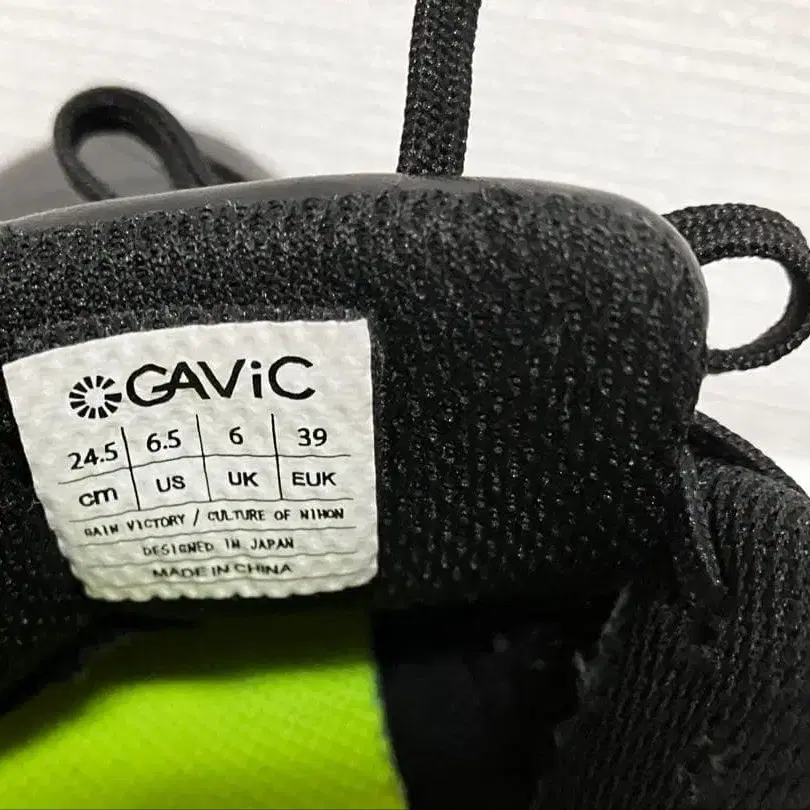 GAViC
24.5 6.5 6 39
cm US UK EUK
GAIN VICTORY / CULTURE OF NIHON
DESIGNED IN JAPAN
MADE IN CHINA